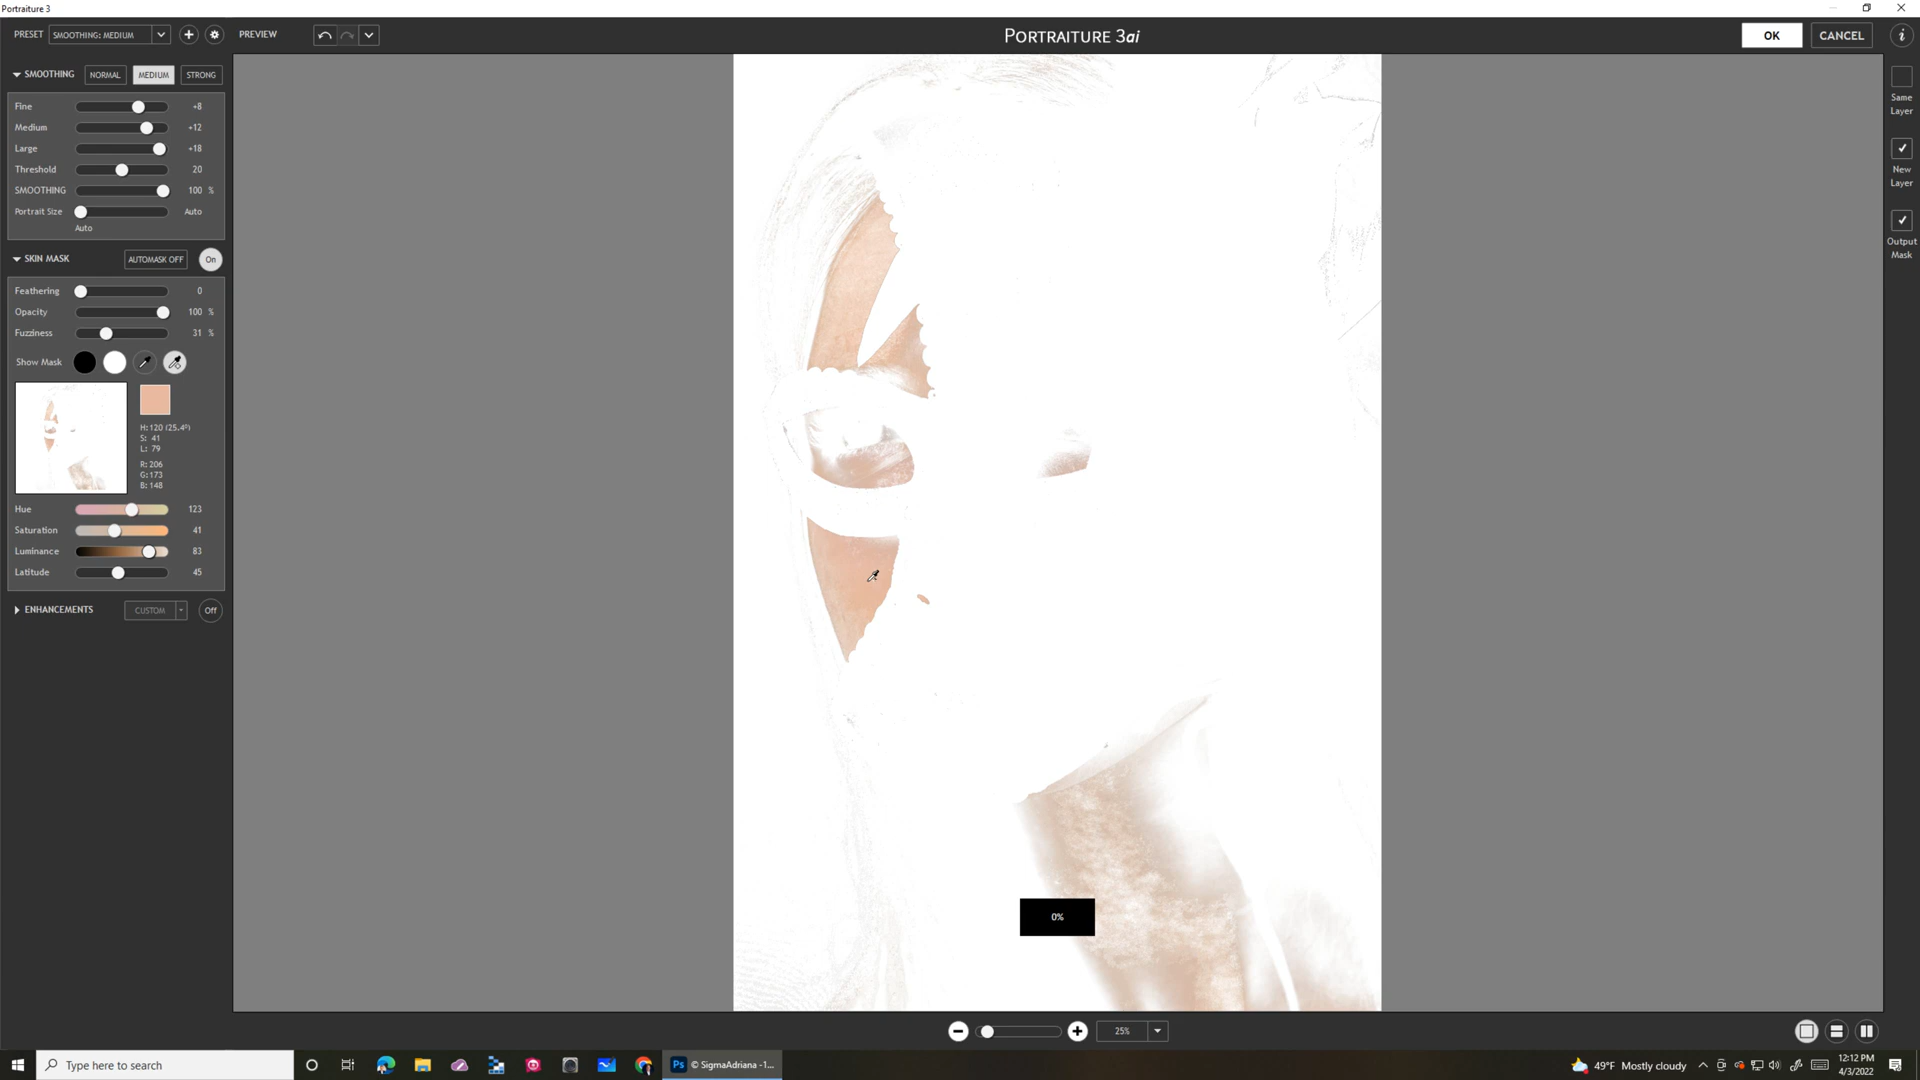 Portraiture 3
PRESET SMOOTHING: MEDIUM PREVIEW PORTRAITURE 3ai OK CANCEL
SMOOTHING NORMAL MEDIUM STRONG
Fine +8
Medium +12
Large +18
Threshold 20
SMOOTHING 100 %
Portrait Size Auto
Auto
SKIN MASK AUTOMASK OFF On
Feathering 0
Opacity 100 %
Fuzziness 31 %
Show Mask
H:120 (25.4º)
S: 41
L: 79
R: 206
G: 173
B: 148
Hue 123
Saturation 41
Luminance 83
Latitude 45
ENHANCEMENTS CUSTOM Off
Same
Layer
New
Layer
Output
Mask
0%
25%
Type here to search
Ps © SigmaAdriana -1...
49°F Mostly cloudy
12:12 PM
4/3/2022